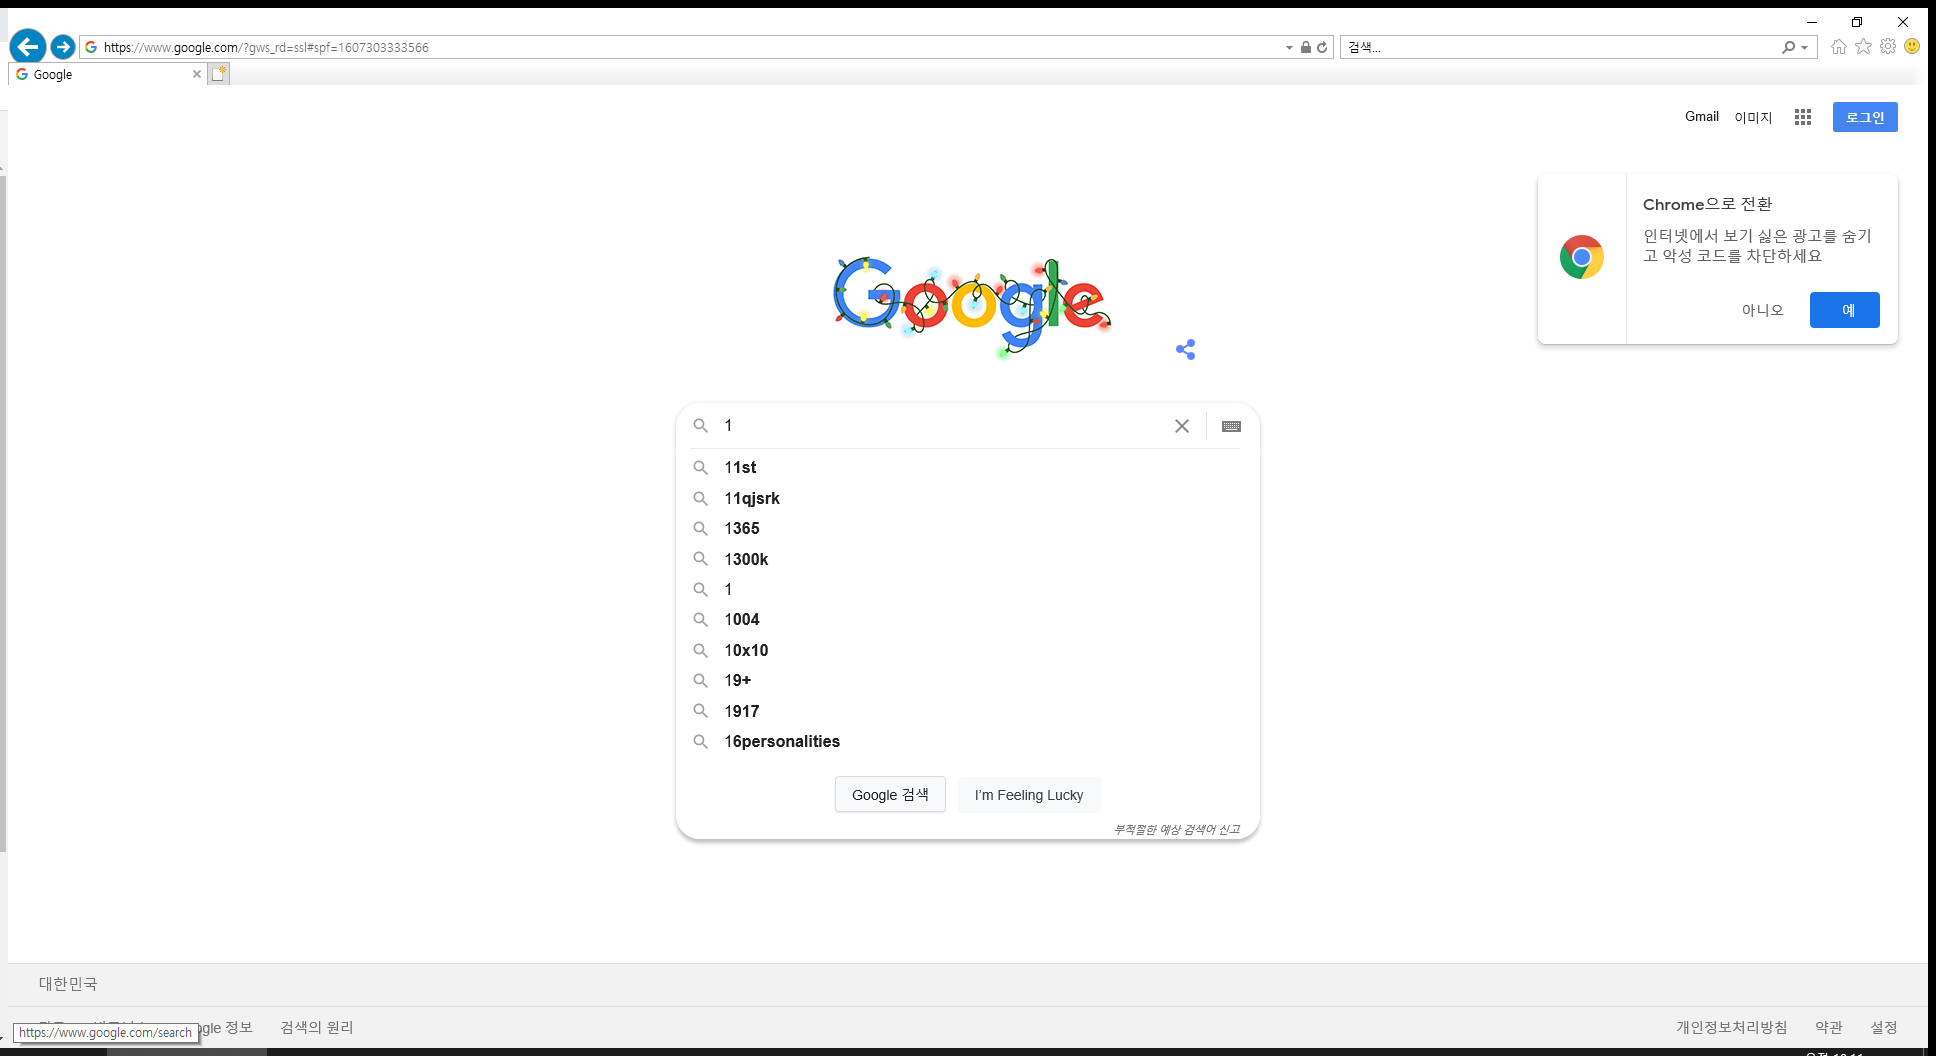 https://www.google.com/?gws_rd=ssl#spf=1607303333566
검색...
Google
Gmail 이미지
로그인
Chrome으로 전환
인터넷에서 보기 싫은 광고를 숨기
고 악성 코드를 차단하세요
아니오 예
Google
1
11st
11qjsrk
1365
1300k
1
1004
10x10
19+
1917
16personalities
Google 검색 I'm Feeling Lucky
부적절한 예상 검색어 신고
대한민국
정보 검색의 원리
개인정보처리방침 약관 설정
https://www.google.com/search